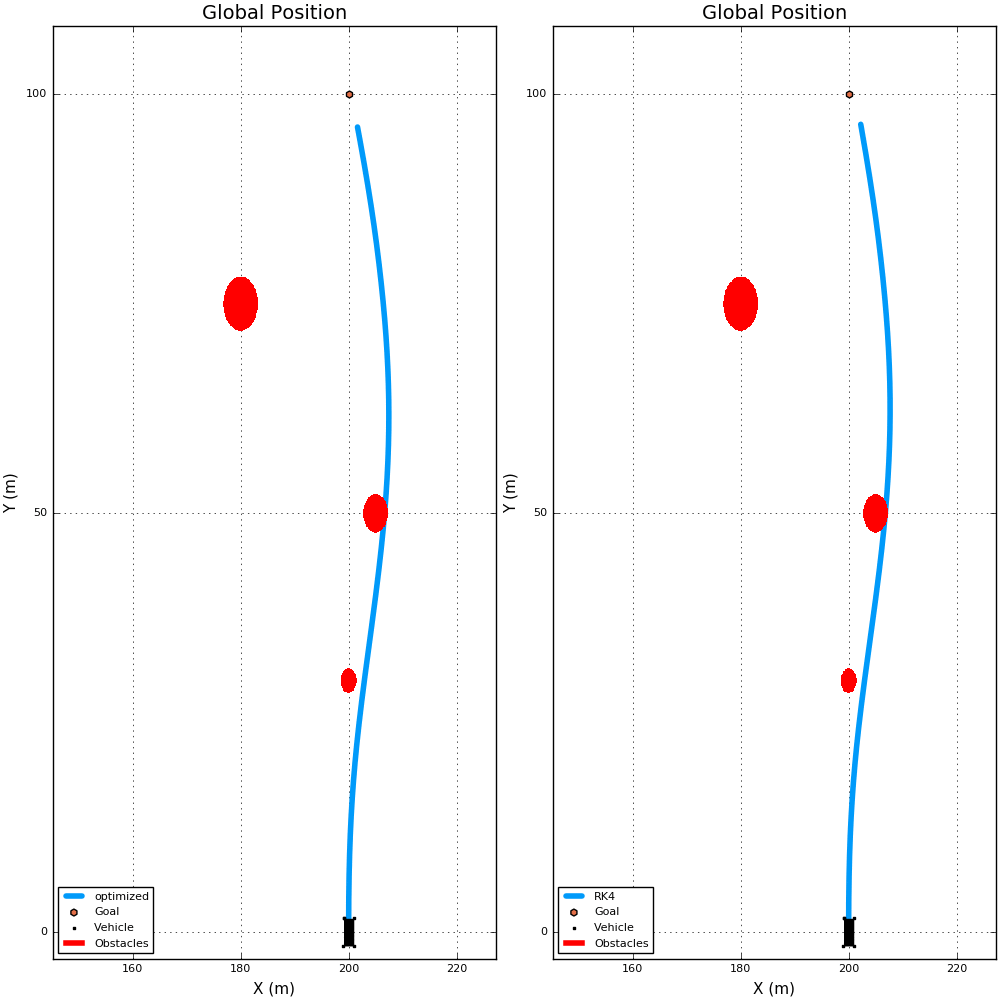 Global Position
100
50
0
Y (m)
optimized
Goal
Vehicle
Obstacles
160
180
200
220
X (m)
Global Position
100
50
0
Y (m)
RK4
Goal
Vehicle
Obstacles
160
180
200
220
X (m)